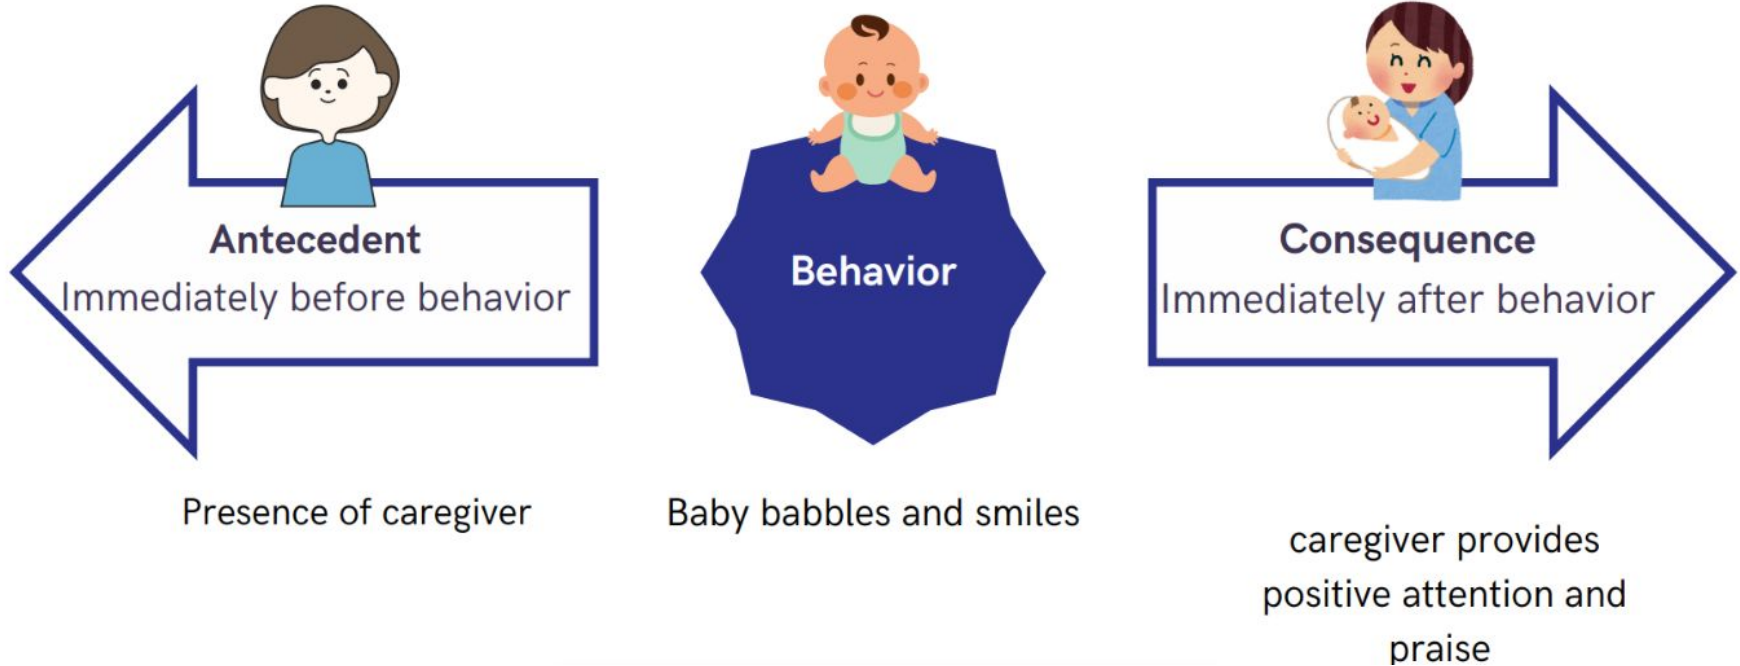 Antecedent
Immediately before behavior
Behavior
Consequence
Immediately after behavior
Presence of caregiver
Baby babbles and smiles
caregiver provides
positive attention and
praise